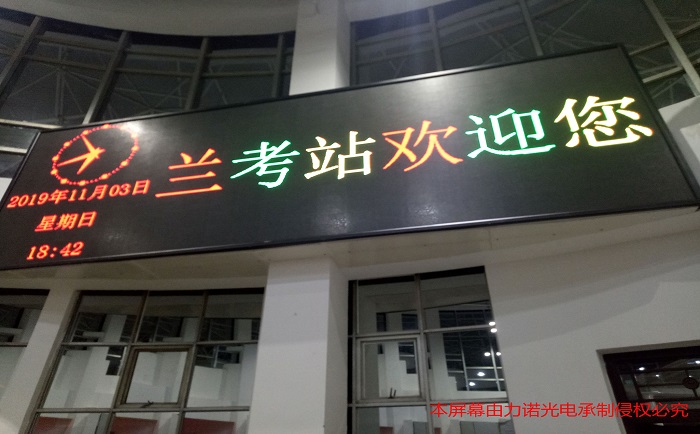 兰考站欢迎您
2019年11月03日
星期日
18:42
本屏幕由力诺光电承制侵权必究